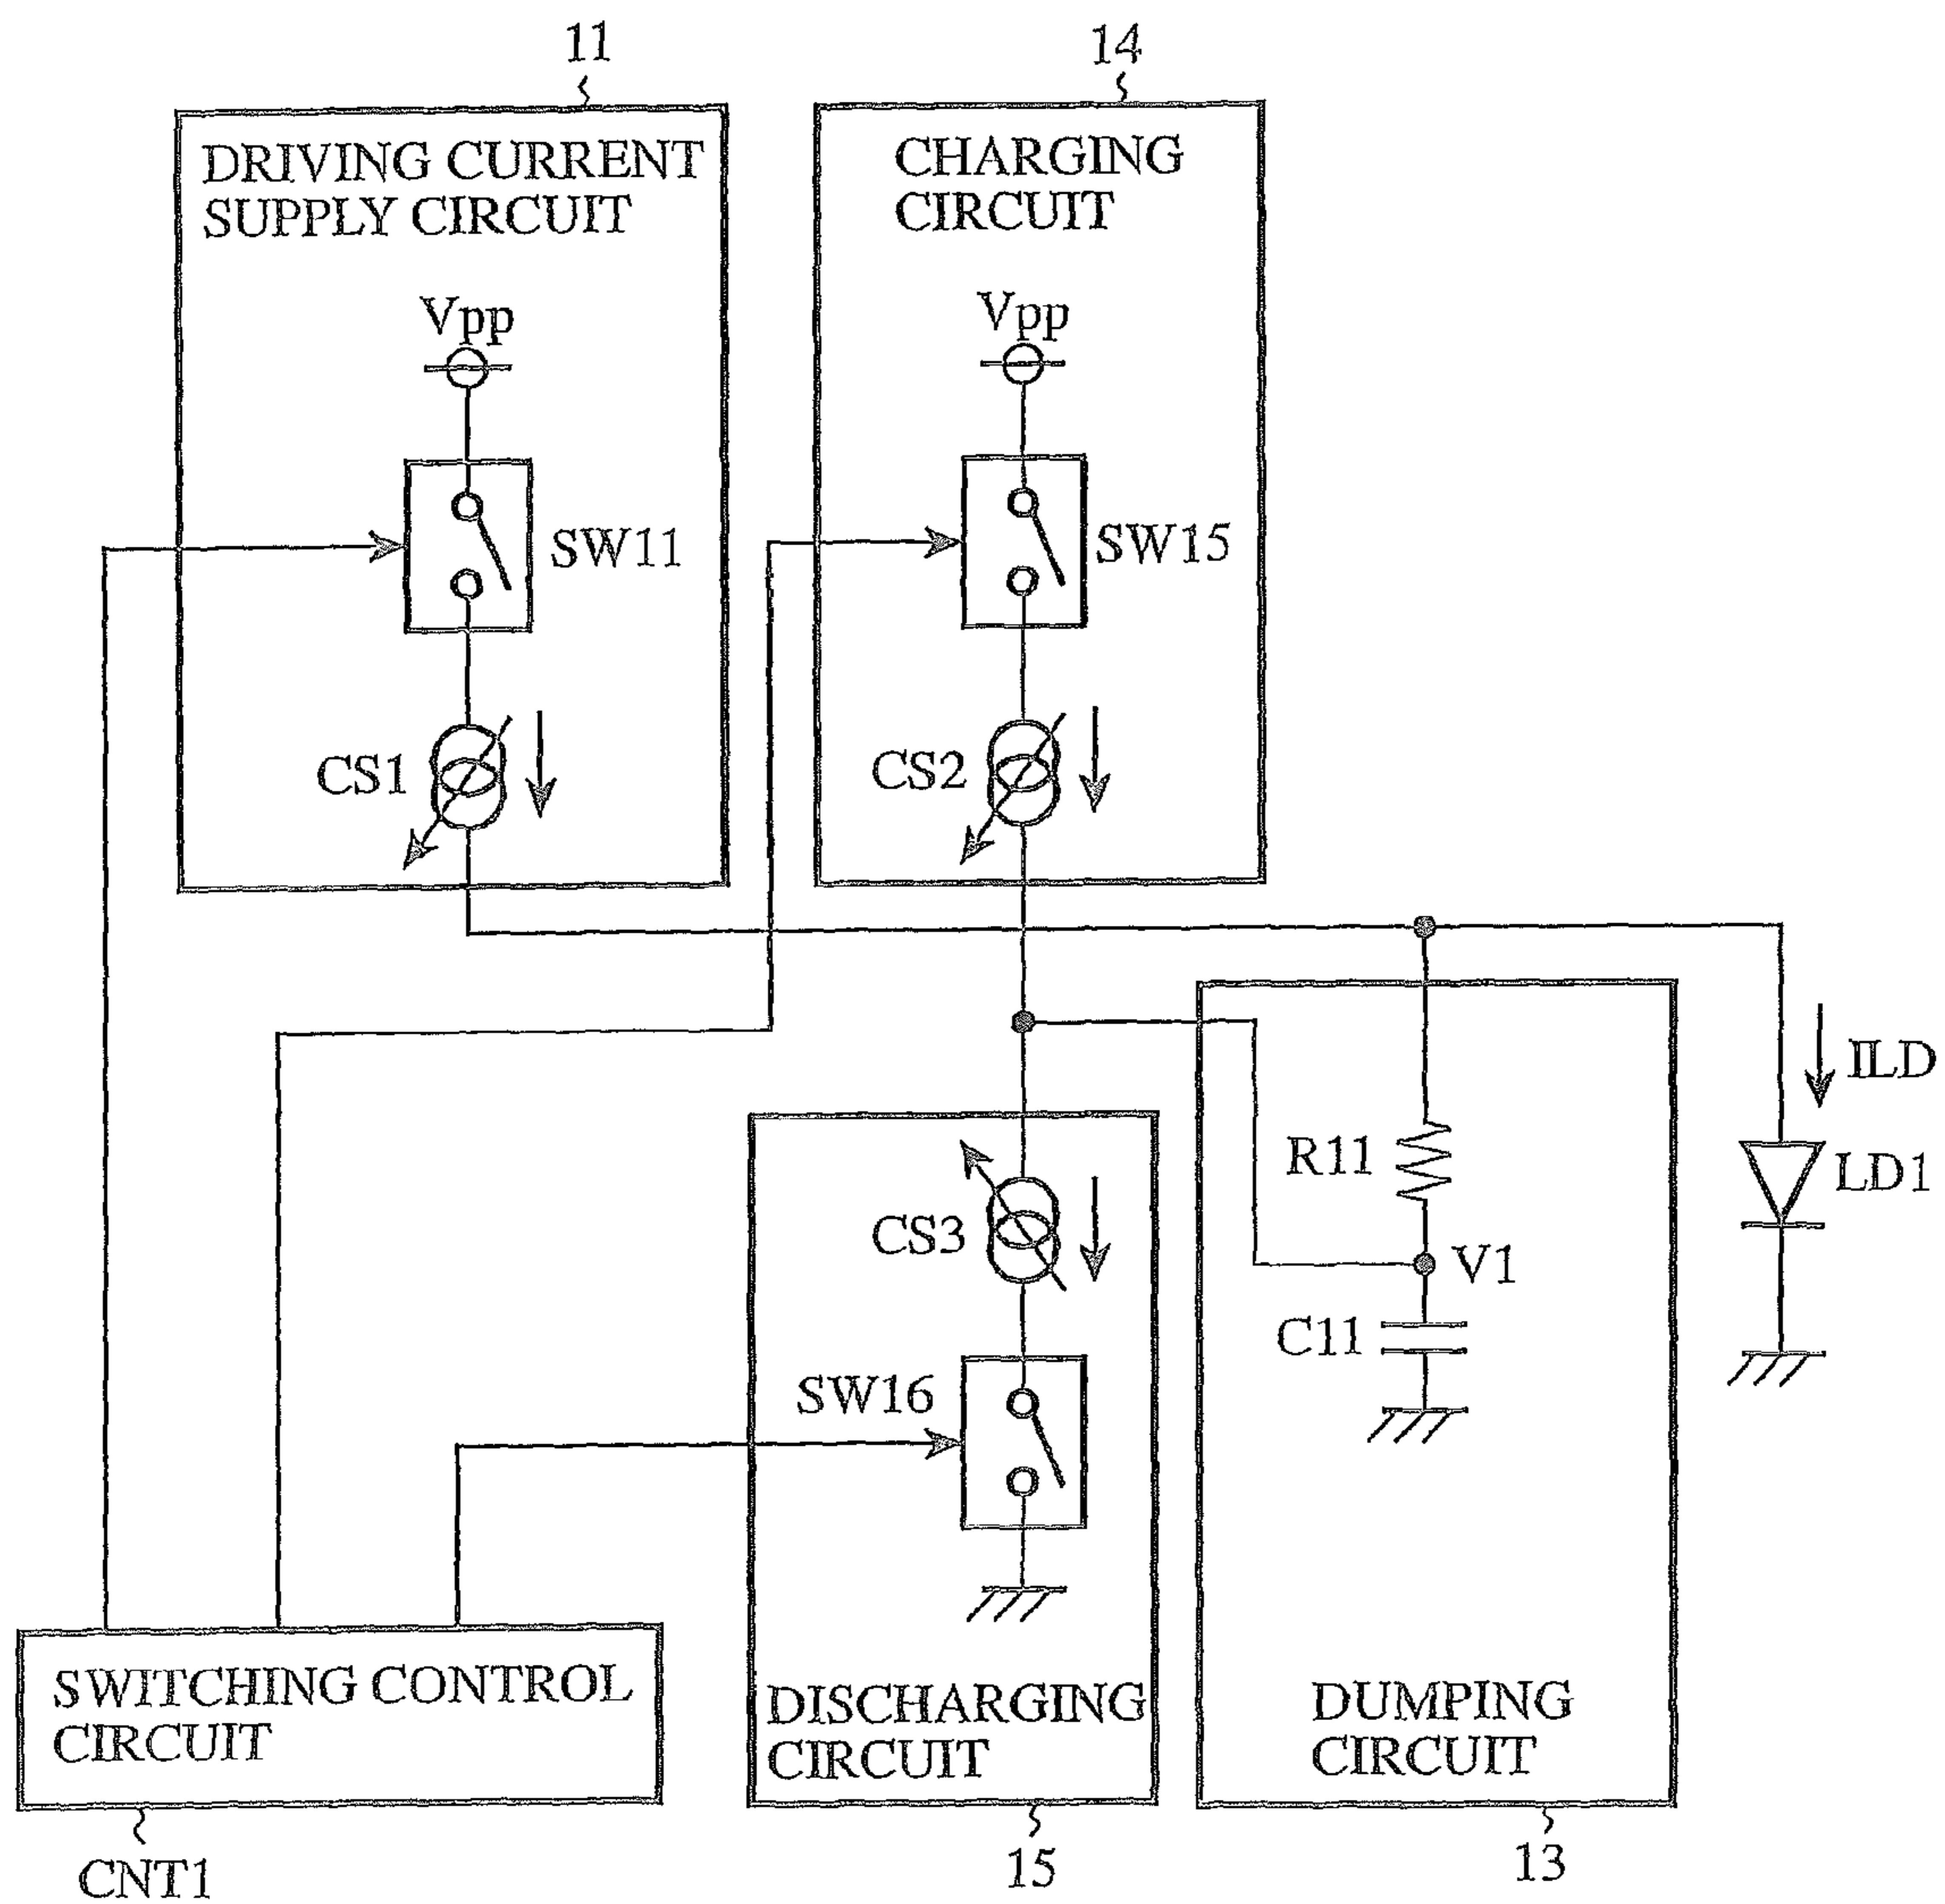 11
14
DRIVING CURRENT
SUPPLY CIRCUIT
CHARGING
CIRCUIT
Vpp
Vpp
SW11
SW15
CS1
CS2
ILD
R11
LD1
CS3
V1
C11
SW16
SWITCHING CONTROL
CIRCUIT
DISCHARGING
CIRCUIT
DUMPING
CIRCUIT
CNT1
15
13